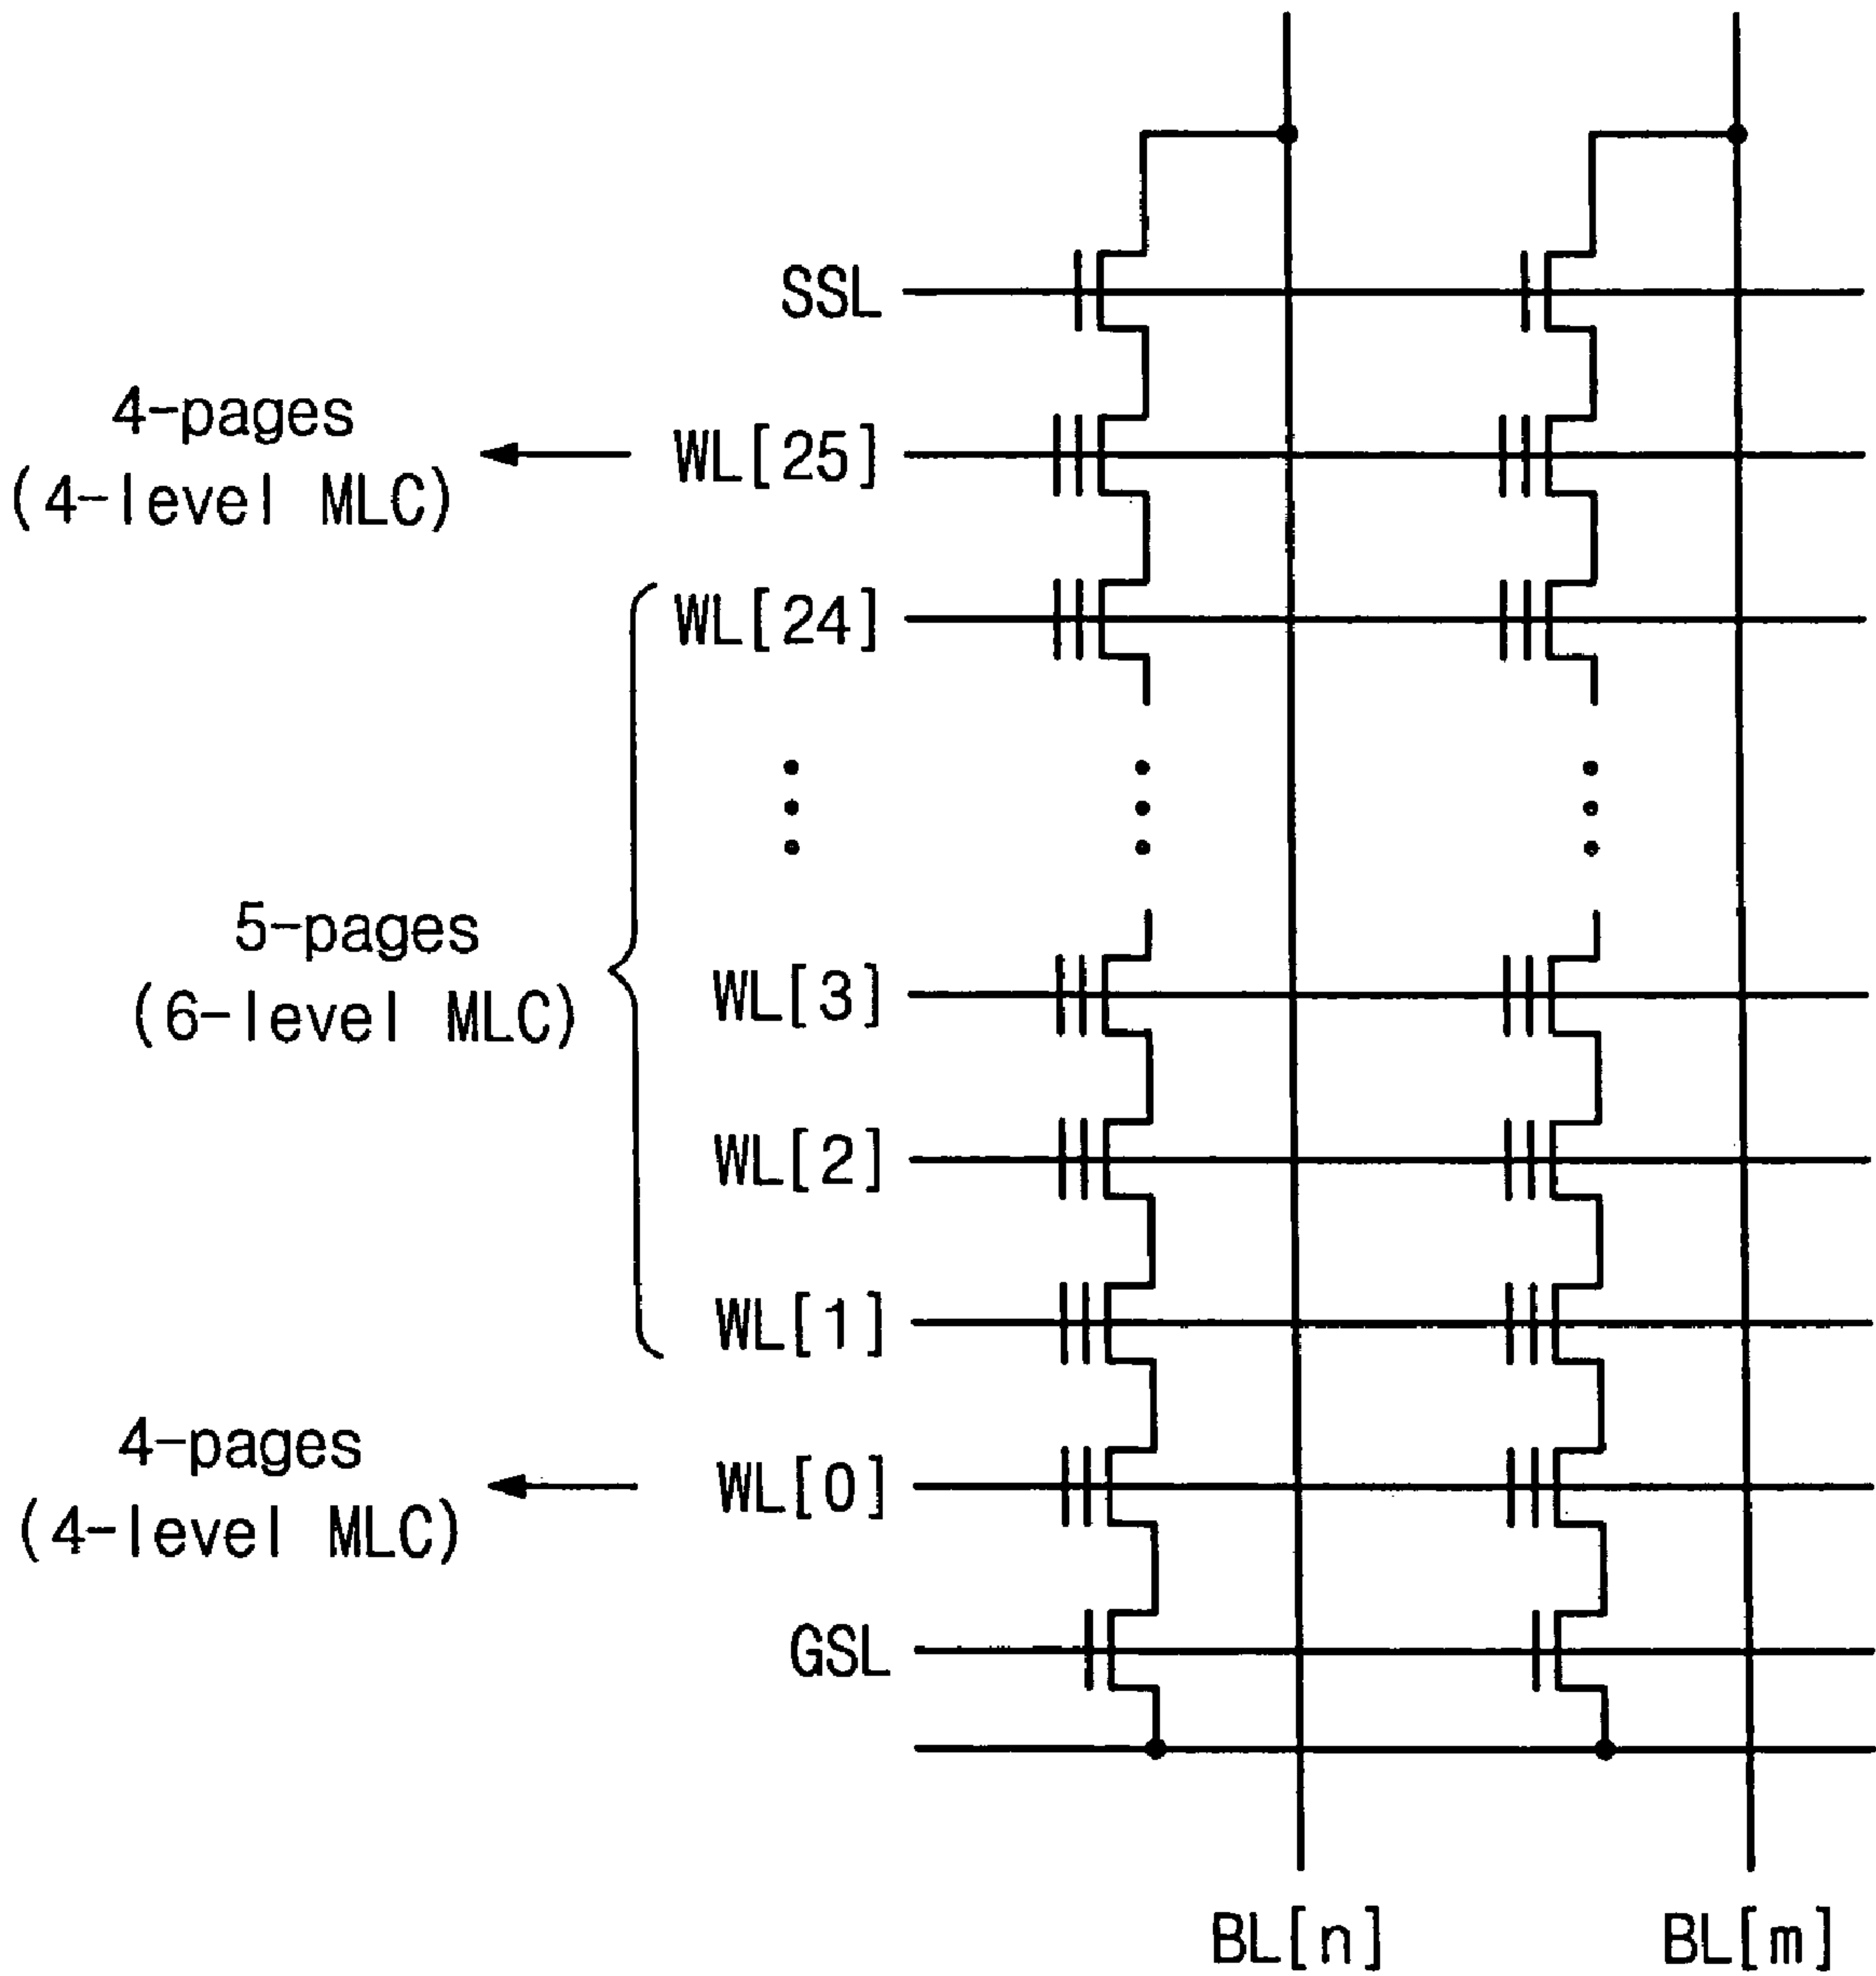 SSL
4-pages
(4-level MLC)
WL[25]
WL[24]
5-pages
(6-level MLC)
WL[3]
WL[2]
WL[1]
4-pages
(4-level MLC)
WL[0]
GSL
BL[n]
BL[m]